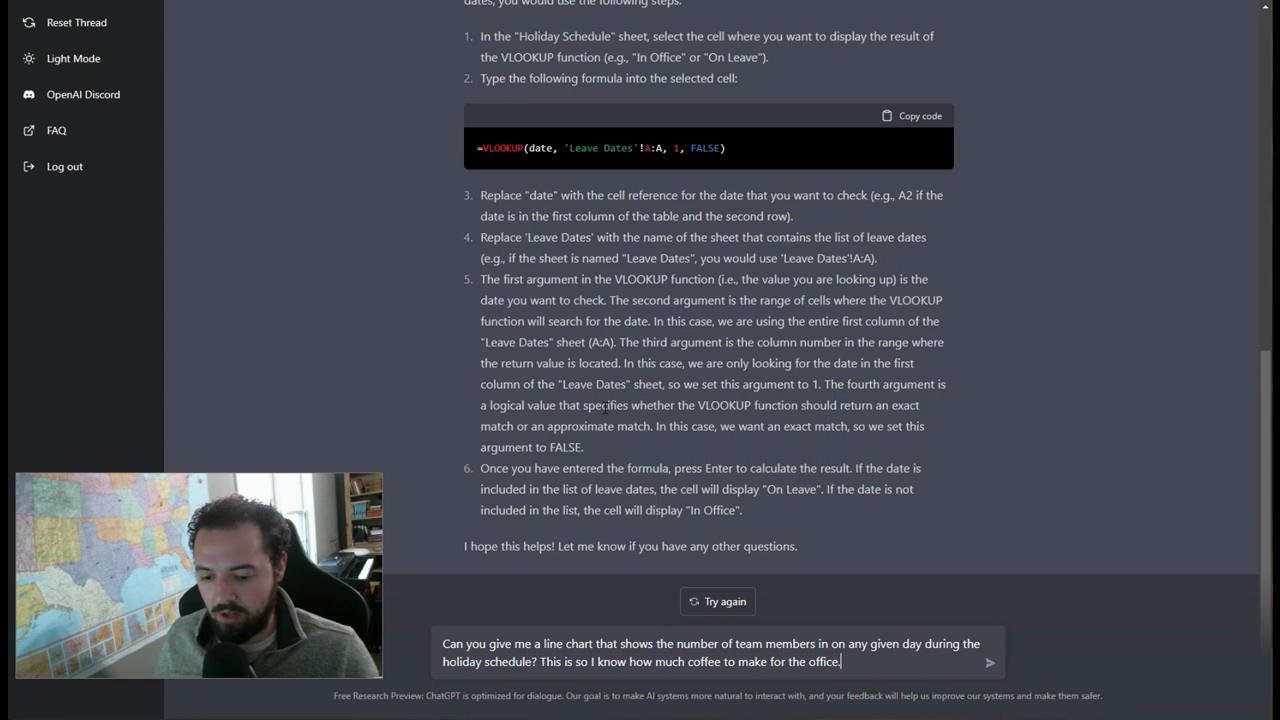 Reset Thread
Light Mode
OpenAI Discord
FAQ
Log out
dates, you would use the following steps:
1. In the "Holiday Schedule" sheet, select the cell where you want to display the result of
the VLOOKUP function (e.g., "In Office" or "On Leave").
2. Type the following formula into the selected cell:
Copy code
=VLOOKUP(date, 'Leave Dates'!A:A, 1, FALSE)
3. Replace "date" with the cell reference for the date that you want to check (e.g., A2 if the
date is in the first column of the table and the second row).
4. Replace 'Leave Dates' with the name of the sheet that contains the list of leave dates
(e.g., if the sheet is named "Leave Dates", you would use 'Leave Dates'!A:A).
5. The first argument in the VLOOKUP function (i.e., the value you are looking up) is the
date you want to check. The second argument is the range of cells where the VLOOKUP
function will search for the date. In this case, we are using the entire first column of the
"Leave Dates" sheet (A:A). The third argument is the column number in the range where
the return value is located. In this case, we are only looking for the date in the first
column of the "Leave Dates" sheet, so we set this argument to 1. The fourth argument is
a logical value that specifies whether the VLOOKUP function should return an exact
match or an approximate match. In this case, we want an exact match, so we set this
argument to FALSE.
6. Once you have entered the formula, press Enter to calculate the result. If the date is
included in the list of leave dates, the cell will display "On Leave". If the date is not
included in the list, the cell will display "In Office".
I hope this helps! Let me know if you have any other questions.
Try again
Can you give me a line chart that shows the number of team members in on any given day during the
holiday schedule? This is so I know how much coffee to make for the office.
Free Research Preview: ChatGPT is optimized for dialogue. Our goal is to make AI systems more natural to interact with, and your feedback will help us improve our systems and make them safer.